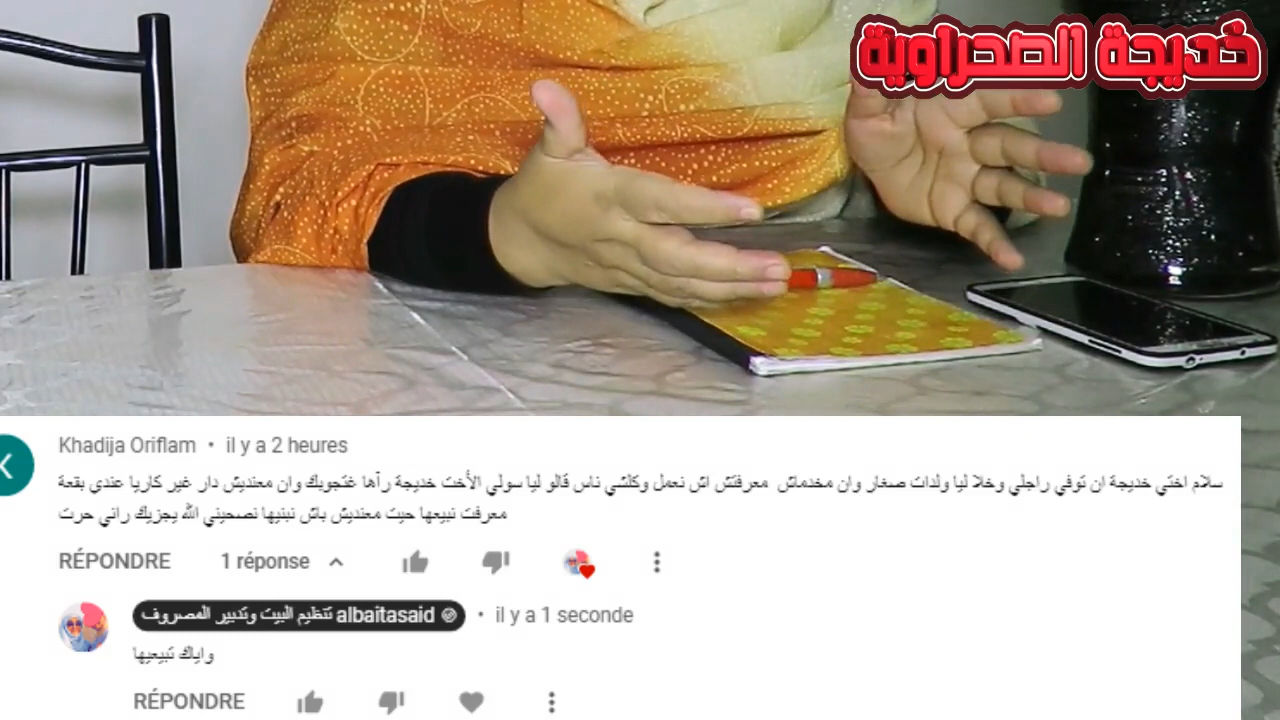 خديجة الصحراوية
Khadija Oriflam • il y a 2 heures
سلام اختي خديجة ان توفي راجلي وخلا ليا ولدات صغار وان مخدماش معرفتش اش نعمل وكلشي ناس قالو ليا سولي الأخت خديجة رآها غتجوبك وان معنديش دار غير كاريا عندي بقعة
معرفت نبيعها حيت معنديش باش نبنيها نصحيني الله يجزيك راني حرت
RÉPONDRE 1 réponse
albaitasaid تنظيم البيت وتدبير المصروف • il y a 1 seconde
واياك تبيعيها
RÉPONDRE
K